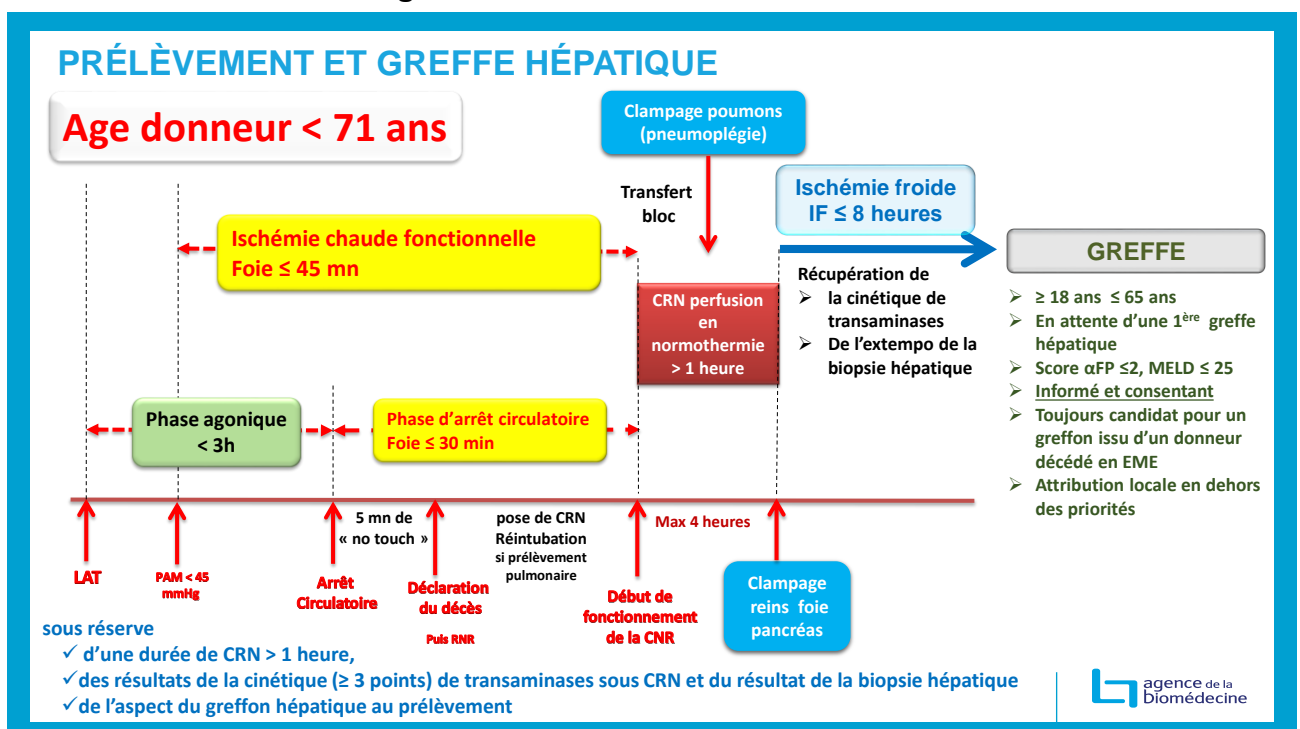 PRÉLÈVEMENT ET GREFFE HÉPATIQUE
Age donneur < 71 ans
Clampage poumons
(pneumoplégie)
Transfert
bloc
Ischémie froide
IF ≤ 8 heures
Ischémie chaude fonctionnelle
Foie ≤ 45 mn
GREFFE
CRN perfusion
en
normothermie
> 1 heure
Récupération de
➢ la cinétique de
transaminases
➢ De l’extempo de la
biopsie hépatique
➢ ≥ 18 ans ≤ 65 ans
➢ En attente d’une 1ère greffe
hépatique
➢ Score αFP ≤2, MELD ≤ 25
➢ Informé et consentant
➢ Toujours candidat pour un
greffon issu d’un donneur
décédé en EME
➢ Attribution locale en dehors
des priorités
Phase agonique
< 3h
Phase d’arrêt circulatoire
Foie ≤ 30 min
5 mn de
« no touch »
pose de CRN
Réintubation
si prélèvement
pulmonaire
Max 4 heures
LAT
PAM < 45
mmHg
Arrêt
Circulatoire
Déclaration
du décès
Puis RNR
Début de
fonctionnement
de la CNR
Clampage
reins foie
pancréas
sous réserve
✓ d’une durée de CRN > 1 heure,
✓ des résultats de la cinétique (≥ 3 points) de transaminases sous CRN et du résultat de la biopsie hépatique
✓ de l’aspect du greffon hépatique au prélèvement
agence de la
biomédecine